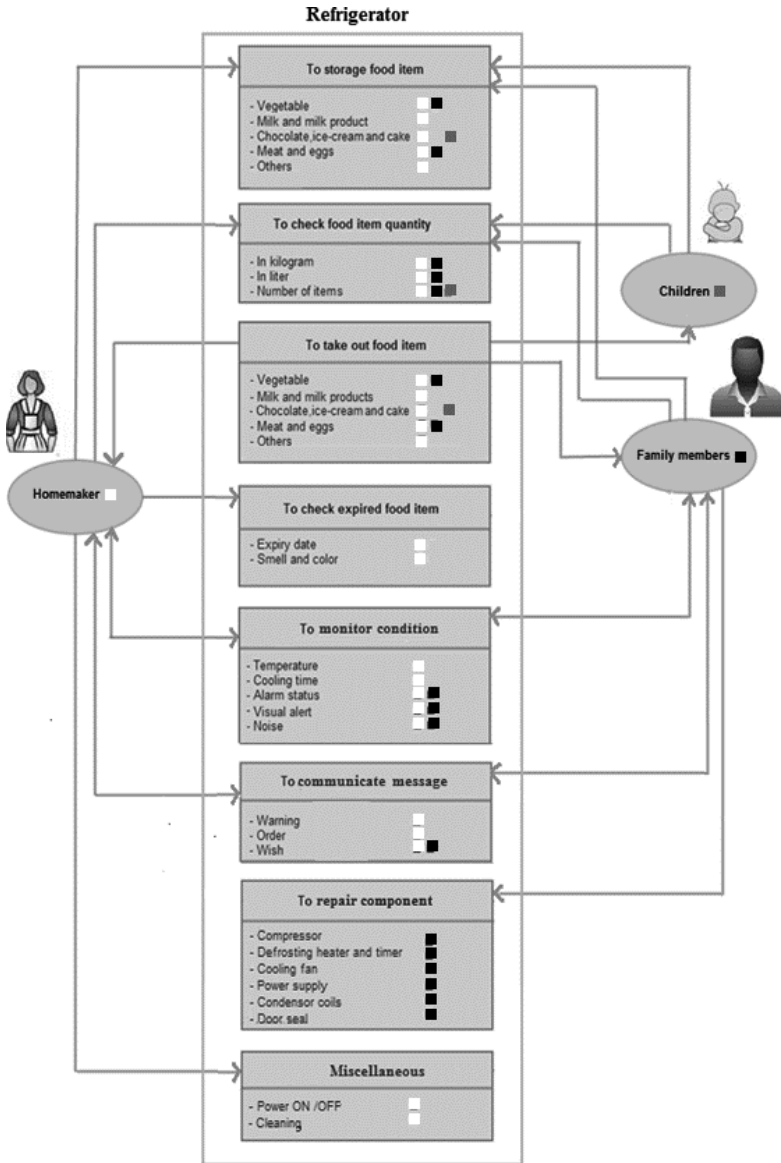 Refrigerator
To storage food item
- Vegetable
- Milk and milk product
- Chocolate,ice-cream and cake
- Meat and eggs
- Others
To check food item quantity
- In kilogram
- In liter
- Number of items
Children
To take out food item
- Vegetable
- Milk and milk products
- Chocolate,ice-cream and cake
- Meat and eggs
- Others
Family members
Homemaker
To check expired food item
- Expiry date
- Smell and color
To monitor condition
- Temperature
- Cooling time
- Alarm status
- Visual alert
- Noise
To communicate message
- Warning
- Order
- Wish
To repair component
- Compressor
- Defrosting heater and timer
- Cooling fan
- Power supply
- Condensor coils
- Door seal
Miscellaneous
- Power ON /OFF
- Cleaning